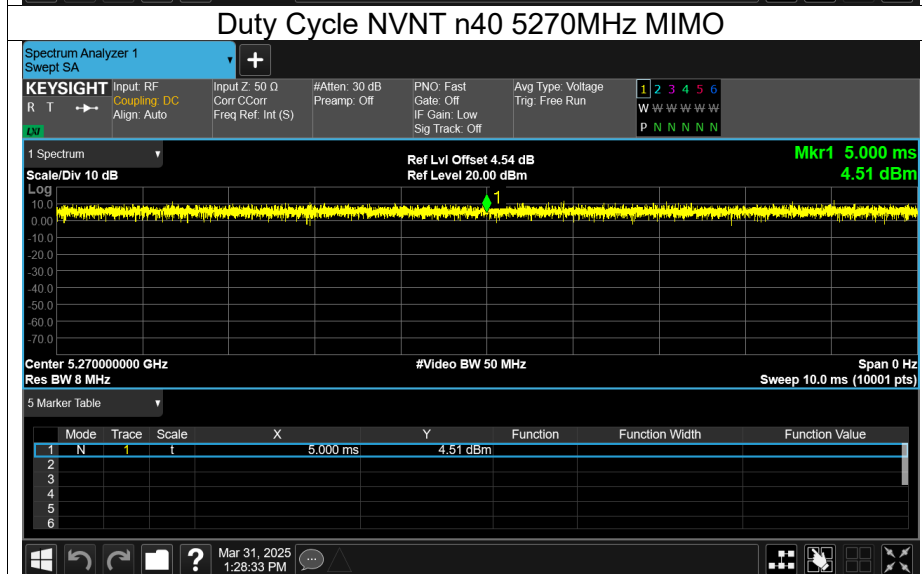 Duty Cycle NVNT n40 5270MHz MIMO
Spectrum Analyzer 1
Swept SA
+
KEYSIGHT
R T
LXI
Input: RF
Coupling: DC
Align: Auto
Input Z: 50 Ω
Corr CCorr
Freq Ref: Int (S)
#Atten: 30 dB
Preamp: Off
PNO: Fast
Gate: Off
IF Gain: Low
Sig Track: Off
Avg Type: Voltage
Trig: Free Run
1 2 3 4 5 6
W W W W W W
P N N N N N
1 Spectrum
Scale/Div 10 dB
Ref Lvl Offset 4.54 dB
Ref Level 20.00 dBm
Mkr1 5.000 ms
4.51 dBm
Log
10.0
0.00
-10.0
-20.0
-30.0
-40.0
-50.0
-60.0
-70.0
1
Center 5.270000000 GHz
Res BW 8 MHz
#Video BW 50 MHz
Span 0 Hz
Sweep 10.0 ms (10001 pts)
5 Marker Table
Mode Trace Scale X Y Function Function Width Function Value
1 N 1 t 5.000 ms 4.51 dBm
2
3
4
5
6
?
Mar 31, 2025
1:28:33 PM